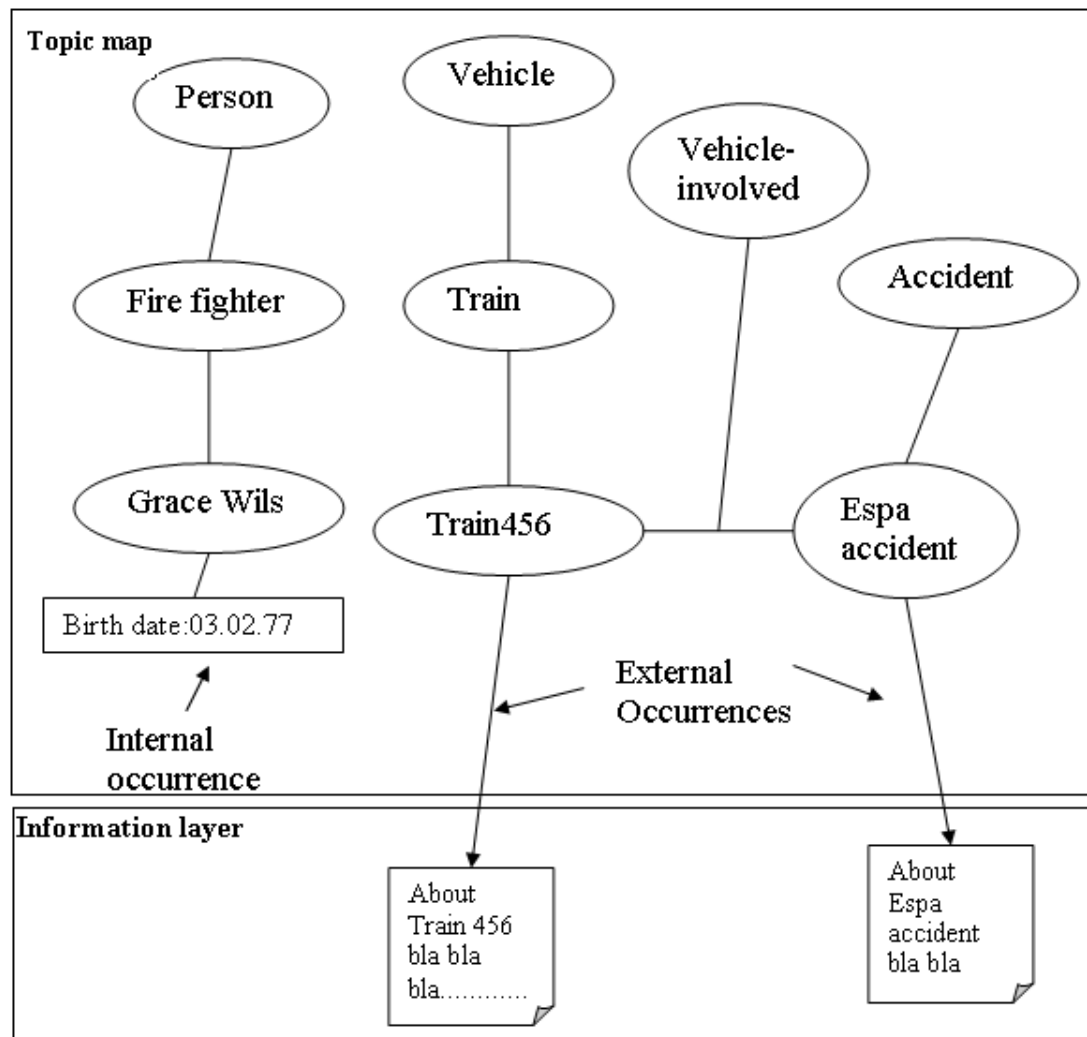 Topic map
Person
Vehicle
Vehicle-
involved
Accident
Fire fighter
Train
Grace Wils
Train456
Espa
accident
Birth date:03.02.77
Internal
occurrence
External
Occurrences
Information layer
About
Train 456
bla bla
bla............
About
Espa
accident
bla bla